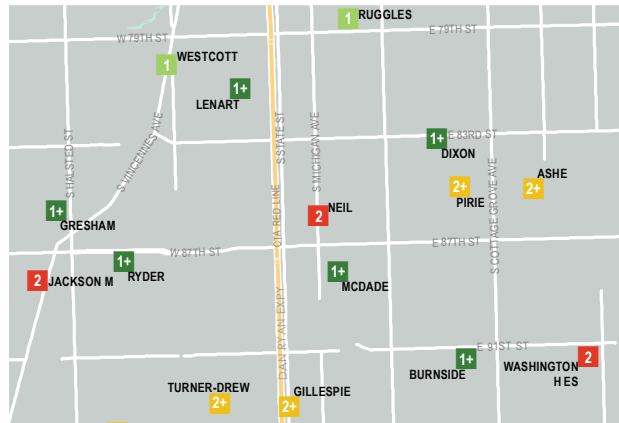 1
RUGGLES
W 79TH ST
E 79TH ST
1
WESTCOTT
1+
LENART
S HALSTED ST
S VINCENNES AVE
S STATE ST
CTA RED LINE
S MICHIGAN AVE
E 83RD ST
1+
DIXON
S COTTAGE GROVE AVE
2+
PIRIE
2+
ASHE
1+
GRESHAM
2
NEIL
W 87TH ST
E 87TH ST
2
JACKSON M
1+
RYDER
1+
MCDADE
DAN RYAN EXPY
E 91ST ST
1+
BURNSIDE
2
WASHINGTON
H ES
TURNER-DREW
2+
GILLESPIE
2+